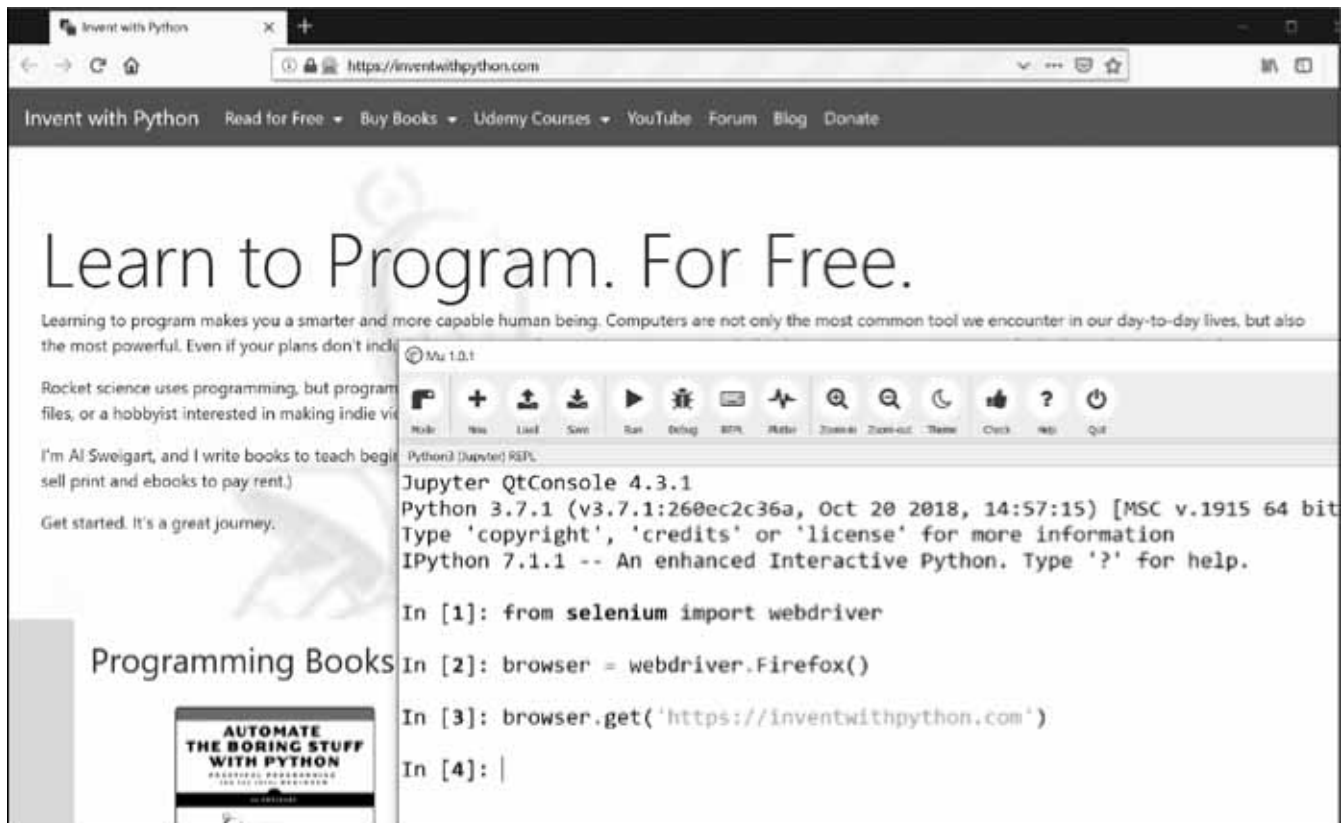 Invent with Python
https://inventwithpython.com
Invent with Python Read for Free Buy Books Udemy Courses YouTube Forum Blog Donate
Learn to Program. For Free.
Learning to program makes you a smarter and more capable human being. Computers are not only the most common tool we encounter in our day-to-day lives, but also
the most powerful. Even if your plans don't incl
Rocket science uses programming, but program
files, or a hobbyist interested in making indie vi
I'm Al Sweigart, and I write books to teach begi
sell print and ebooks to pay rent.)
Get started. It's a great journey.
Programming Books
AUTOMATE
THE BORING STUFF
WITH PYTHON
PRACTICAL PROGRAMMING
FOR TOTAL BEGINNERS
AL SWEIGART
Mu 1.0.1
Mode New Load Save Run Debug REPL Plotter Zoom-in Zoom-out Theme Check Help Quit
Python3 (Jupyter) REPL
Jupyter QtConsole 4.3.1
Python 3.7.1 (v3.7.1:260ec2c36a, Oct 20 2018, 14:57:15) [MSC v.1915 64 bit
Type 'copyright', 'credits' or 'license' for more information
IPython 7.1.1 -- An enhanced Interactive Python. Type '?' for help.
In [1]: from selenium import webdriver
In [2]: browser = webdriver.Firefox()
In [3]: browser.get('https://inventwithpython.com')
In [4]: